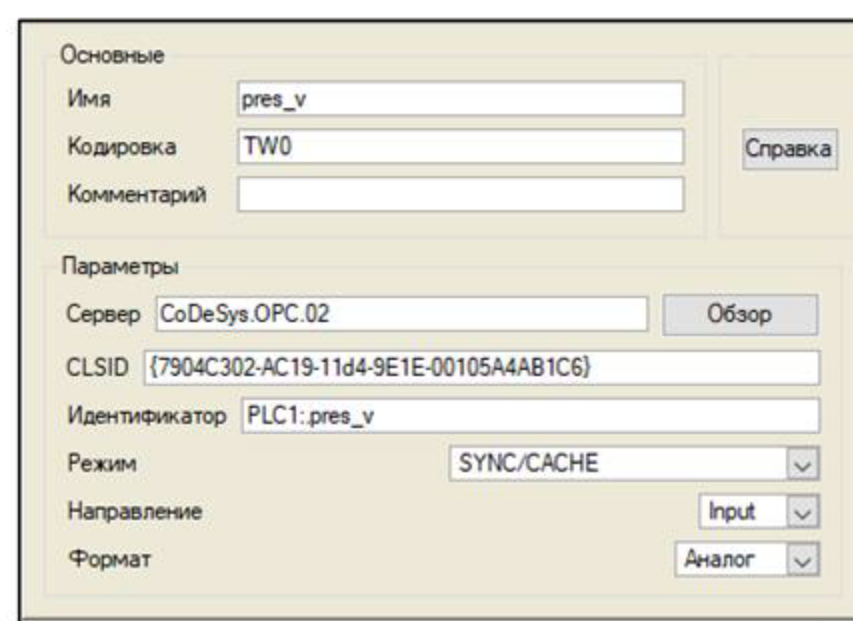 Основные
Имя pres_v
Кодировка TW0
Комментарий
Справка
Параметры
Сервер CoDeSys.OPC.02 Обзор
CLSID {7904C302-AC19-11d4-9E1E-00105A4AB1C6}
Идентификатор PLC1:.pres_v
Режим SYNC/CACHE
Направление Input
Формат Аналог